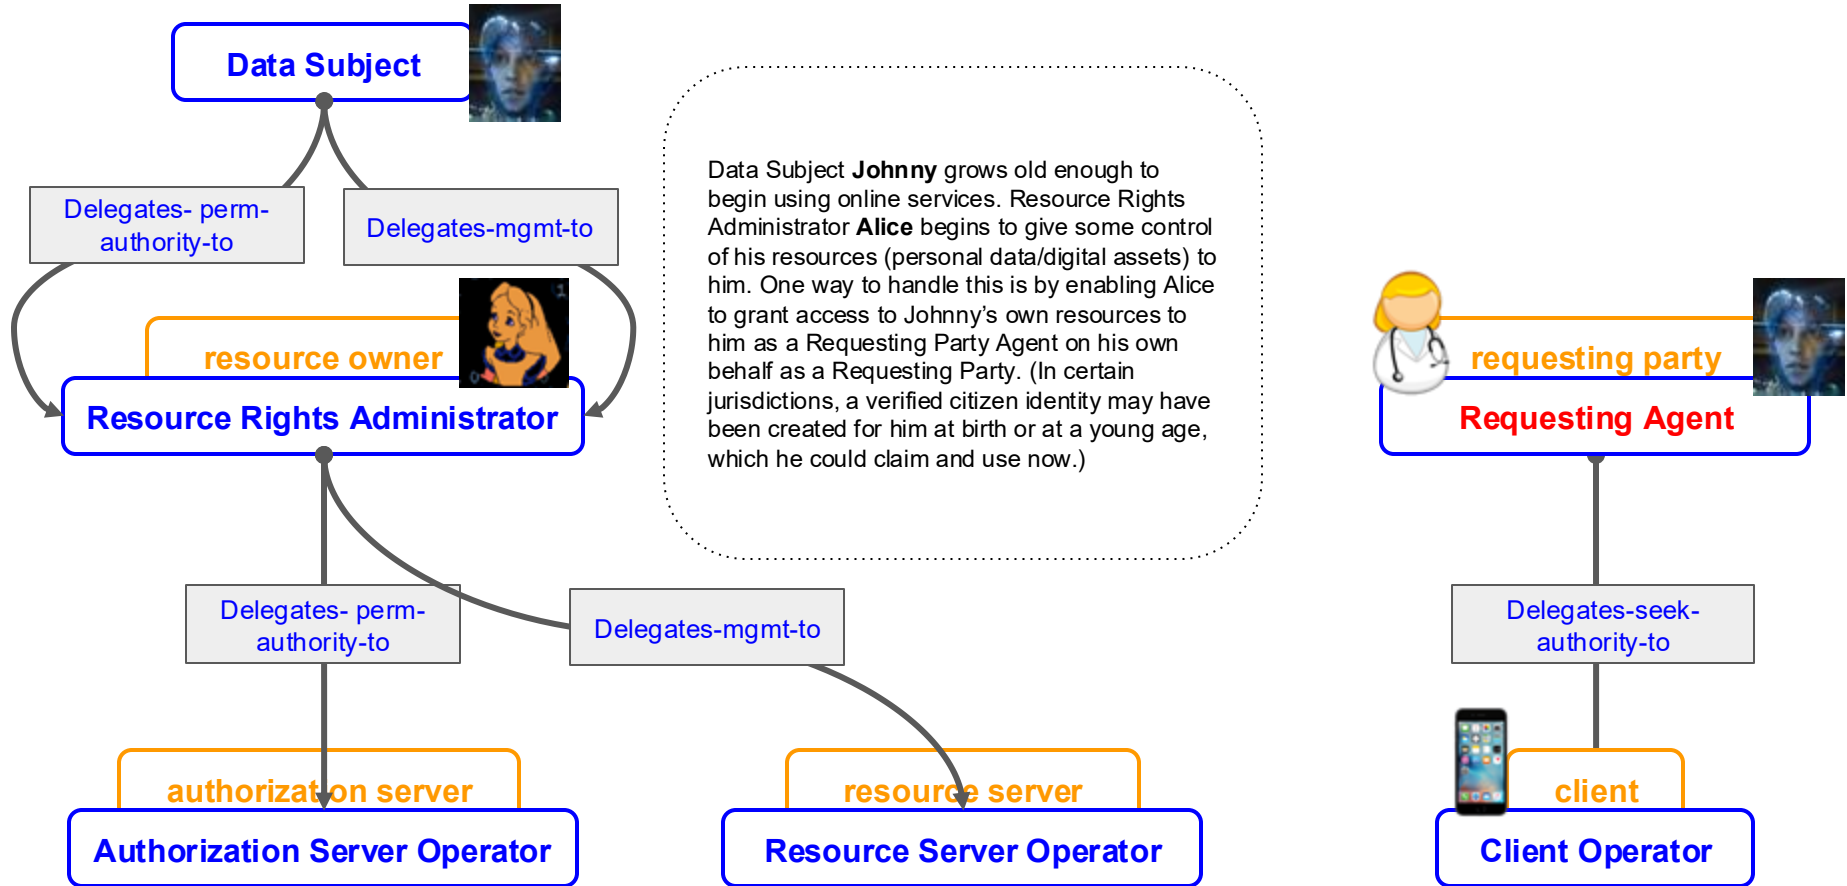 Data Subject
Delegates- perm-
authority-to
Delegates-mgmt-to
resource owner
Resource Rights Administrator
Data Subject Johnny grows old enough to
begin using online services. Resource Rights
Administrator Alice begins to give some control
of his resources (personal data/digital assets) to
him. One way to handle this is by enabling Alice
to grant access to Johnny’s own resources to
him as a Requesting Party Agent on his own
behalf as a Requesting Party. (In certain
jurisdictions, a verified citizen identity may have
been created for him at birth or at a young age,
which he could claim and use now.)
requesting party
Requesting Agent
Delegates- perm-
authority-to
Delegates-mgmt-to
Delegates-seek-
authority-to
authorization server
Authorization Server Operator
resource server
Resource Server Operator
client
Client Operator